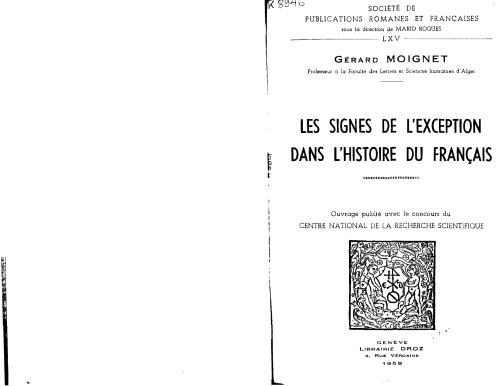 K 8946
SOCIÉTÉ DE
PUBLICATIONS ROMANES ET FRANÇAISES
sous la direction de MARIO ROQUES
LXV
GÉRARD MOIGNET
Professeur à la Faculté des Lettres et Sciences humaines d'Alger
LES SIGNES DE L'EXCEPTION
DANS L'HISTOIRE DU FRANÇAIS
Ouvrage publié avec le concours du
CENTRE NATIONAL DE LA RECHERCHE SCIENTIFIQUE
GENÈVE
LIBRAIRIE DROZ
8, RUE VERDAINE
1959